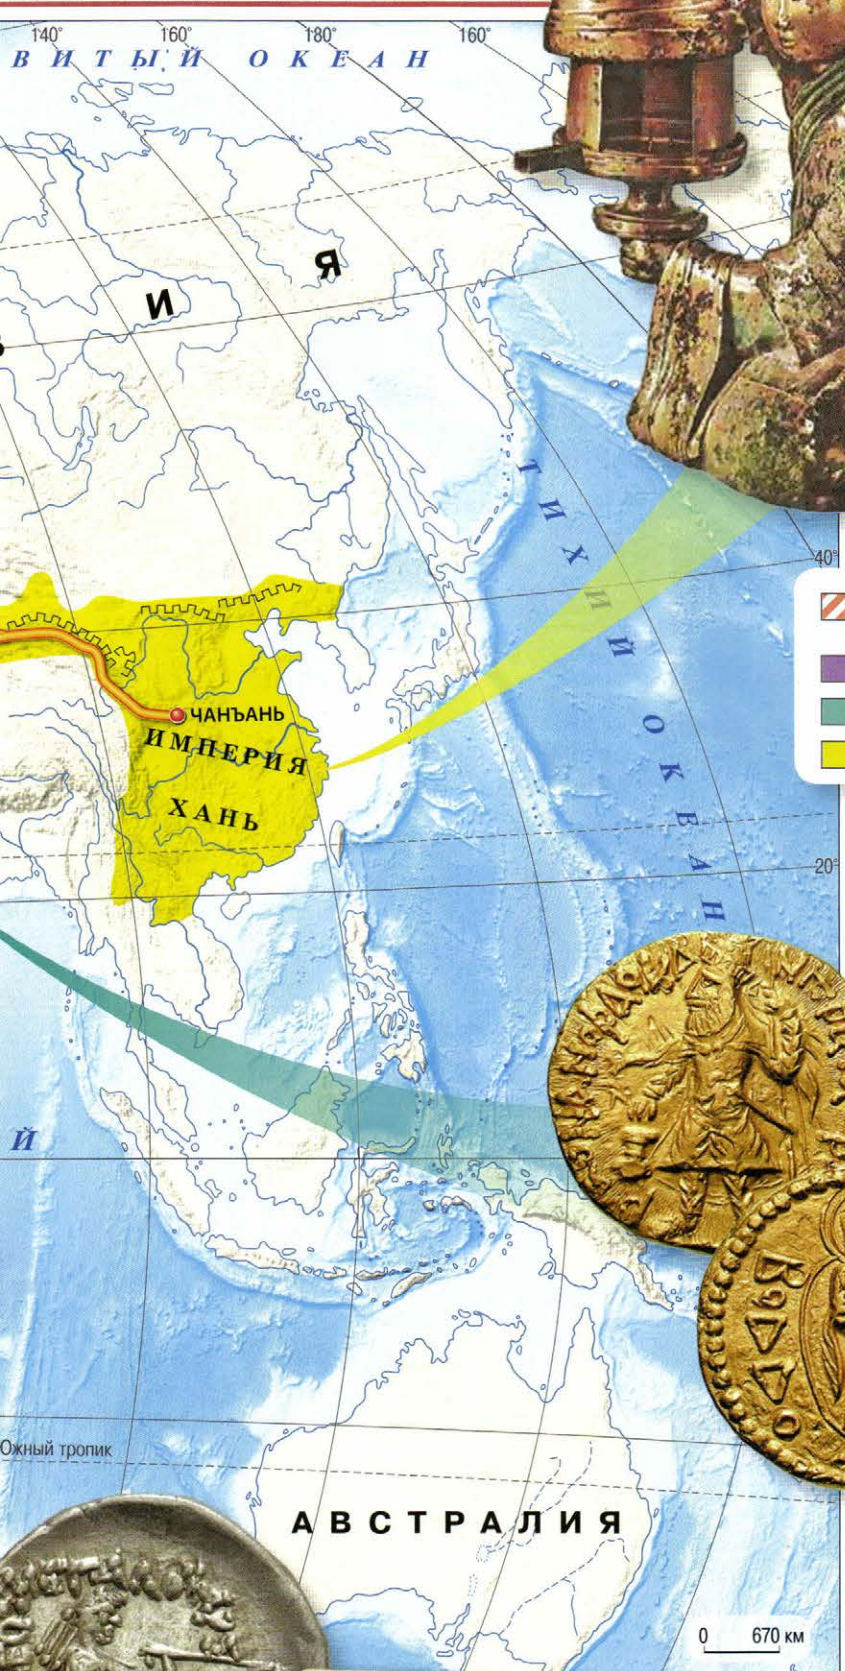 140° 160° 180° 160°
ВИТЫЙ ОКЕАН
Я
И
ТИХИЙ ОКЕАН
40°
ЧАНЪАНЬ
ИМПЕРИЯ
ХАНЬ
20°
Й
Южный тропик
АВСТРАЛИЯ
0 670 км